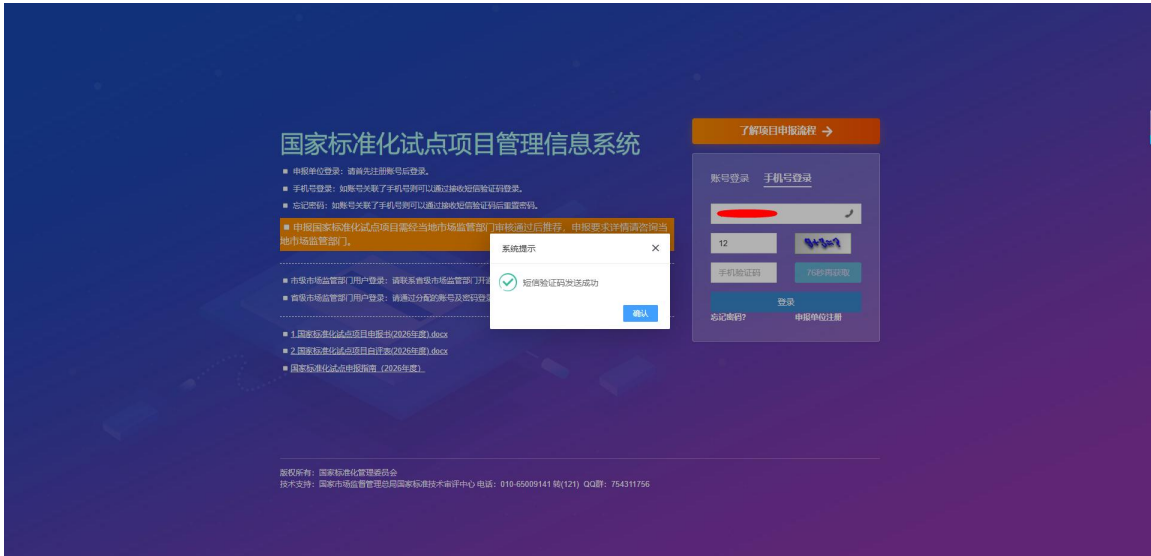 国家标准化试点项目管理信息系统
■ 申报单位登录：请首先注册账号后登录。
■ 手机号登录：如账号关联了手机号则可以通过接收短信验证码登录。
■ 忘记密码：如账号关联了手机号则可以通过接收短信验证码后重置密码。
■ 申报国家标准化试点项目需经当地市场监管部门审核通过后推荐，申报要求详情请咨询当
地市场监管部门。
■ 市级市场监管部门用户登录：请联系省级市场监管部门开
■ 省级市场监管部门用户登录：请通过分配的账号及密码登录
■ 1.国家标准化试点项目申报书(2026年度).docx
■ 2.国家标准化试点项目自评表(2026年度).docx
■ 国家标准化试点申报指南（2026年度）
了解项目申报流程 →
账号登录 手机号登录
12 9+3=?
手机验证码
登录
忘记密码? 申报单位注册
系统提示 ×
短信验证码发送成功
确认
版权所有：国家标准化管理委员会
技术支持：国家市场监督管理总局国家标准技术审评中心 电话：010-65009141 转(121) QQ群：754311756